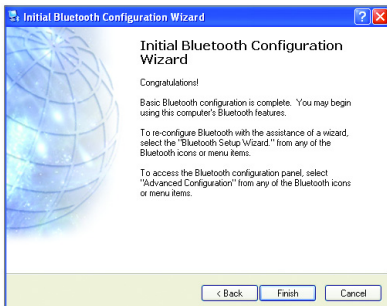 Initial Bluetooth Configuration Wizard
Initial Bluetooth Configuration
Wizard
Congratulations!
Basic Bluetooth configuration is complete. You may begin
using this computer's Bluetooth features.
To re-configure Bluetooth with the assistance of a wizard,
select the "Bluetooth Setup Wizard." from any of the
Bluetooth icons or menu items.
To access the Bluetooth configuration panel, select
"Advanced Configuration" from any of the Bluetooth icons
or menu items.
< Back Finish Cancel